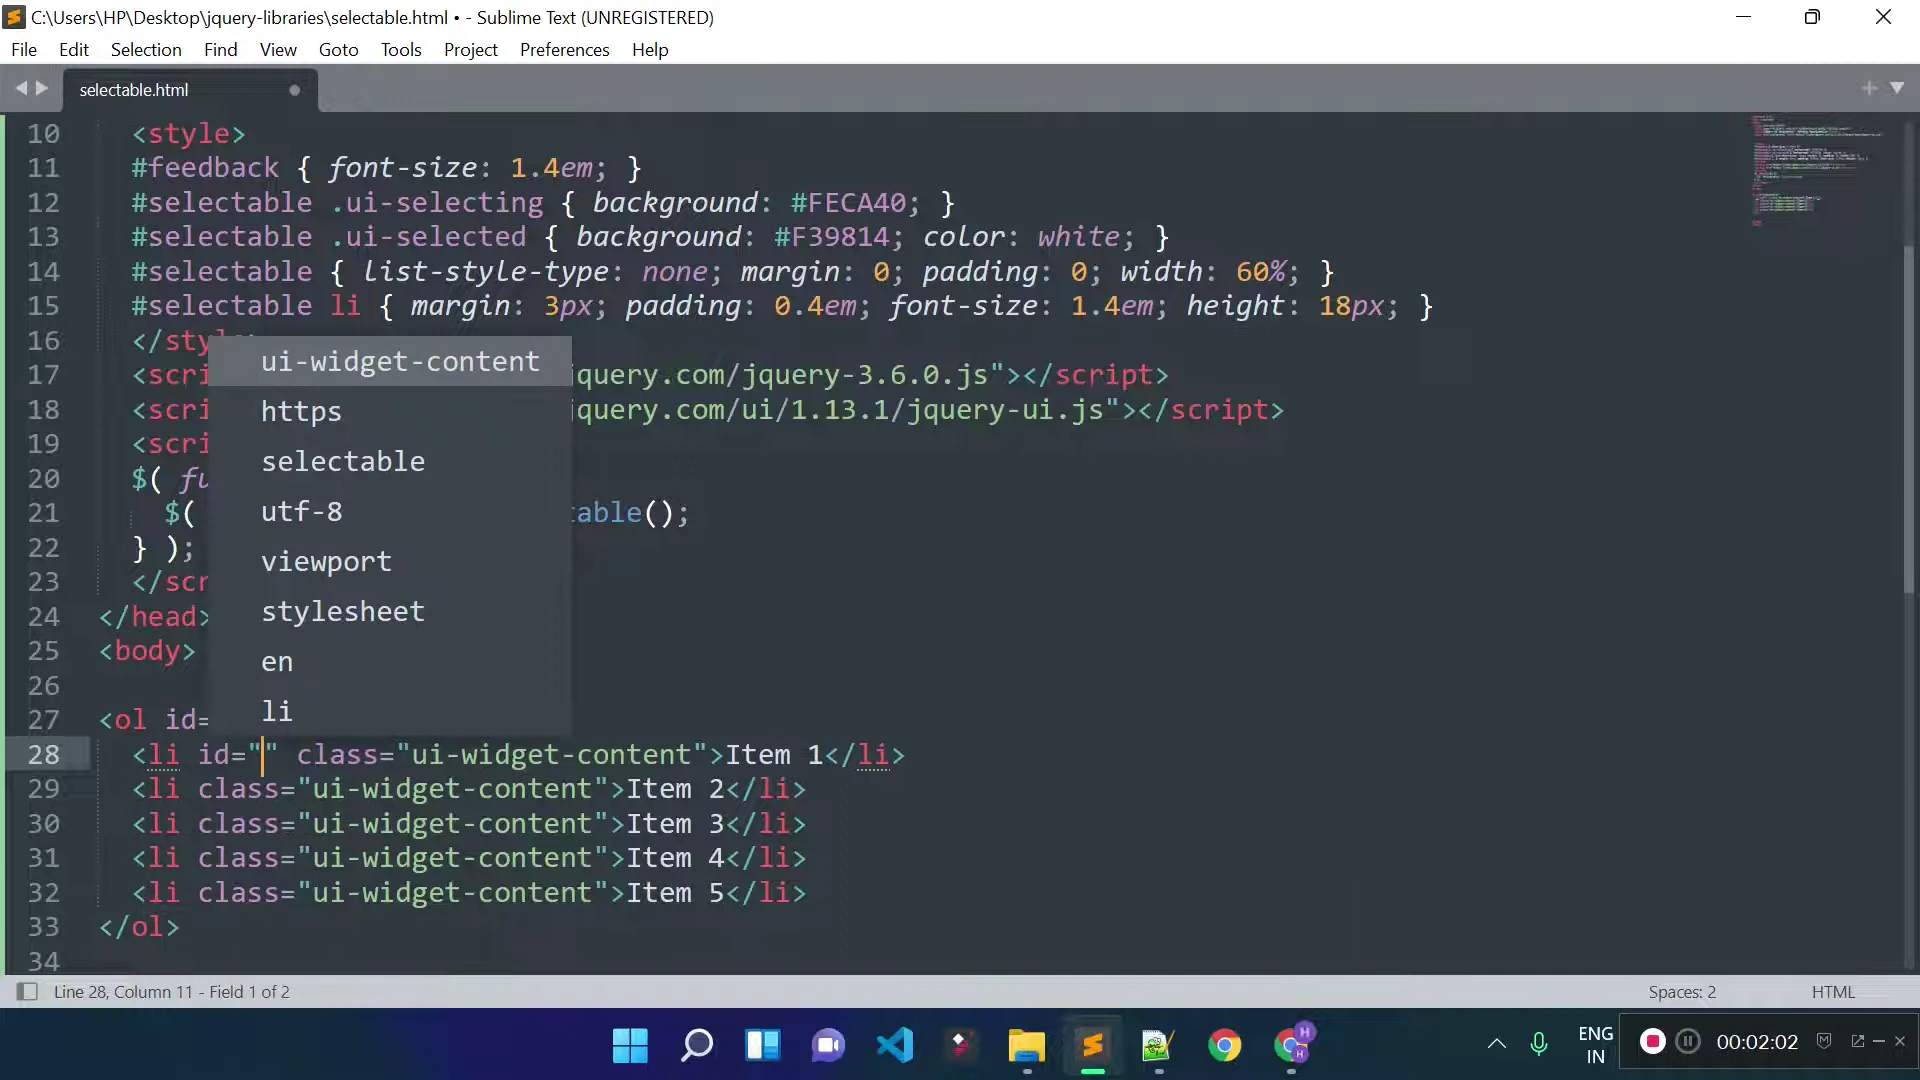 C:\Users\HP\Desktop\jquery-libraries\selectable.html • - Sublime Text (UNREGISTERED)
File Edit Selection Find View Goto Tools Project Preferences Help
selectable.html
10 <style>
11 #feedback { font-size: 1.4em; }
12 #selectable .ui-selecting { background: #FECA40; }
13 #selectable .ui-selected { background: #F39814; color: white; }
14 #selectable { list-style-type: none; margin: 0; padding: 0; width: 60%; }
15 #selectable li { margin: 3px; padding: 0.4em; font-size: 1.4em; height: 18px; }
16 </style>
ui-widget-content
17 <scri jquery.com/jquery-3.6.0.js"></script>
https
18 <scri jquery.com/ui/1.13.1/jquery-ui.js"></script>
19 <scri
selectable
20 $( fu
21 $( table();
utf-8
22 } );
viewport
23 </scr
24 </head>
stylesheet
25 <body>
en
26
27 <ol id=
li
28 <li id="" class="ui-widget-content">Item 1</li>
29 <li class="ui-widget-content">Item 2</li>
30 <li class="ui-widget-content">Item 3</li>
31 <li class="ui-widget-content">Item 4</li>
32 <li class="ui-widget-content">Item 5</li>
33 </ol>
34
Line 28, Column 11 - Field 1 of 2 Spaces: 2 HTML
ENG
IN
00:02:02